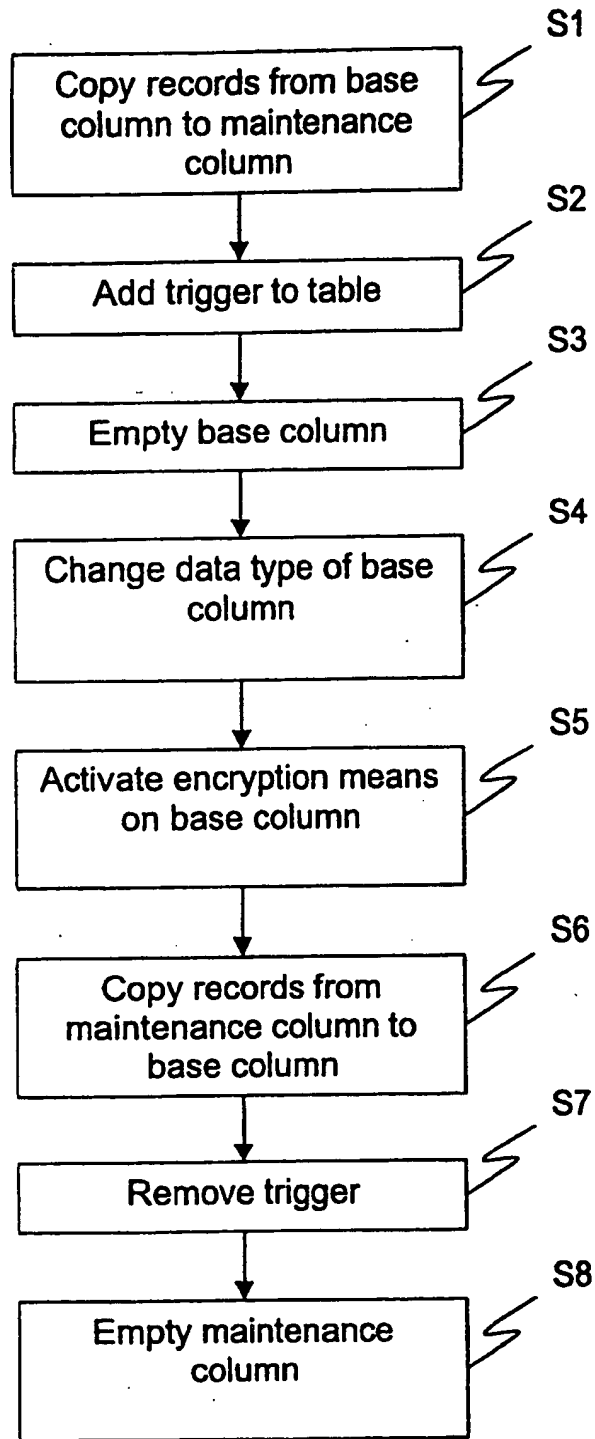 S1
Copy records from base
column to maintenance
column
S2
Add trigger to table
S3
Empty base column
S4
Change data type of base
column
S5
Activate encryption means
on base column
S6
Copy records from
maintenance column to
base column
S7
Remove trigger
S8
Empty maintenance
column